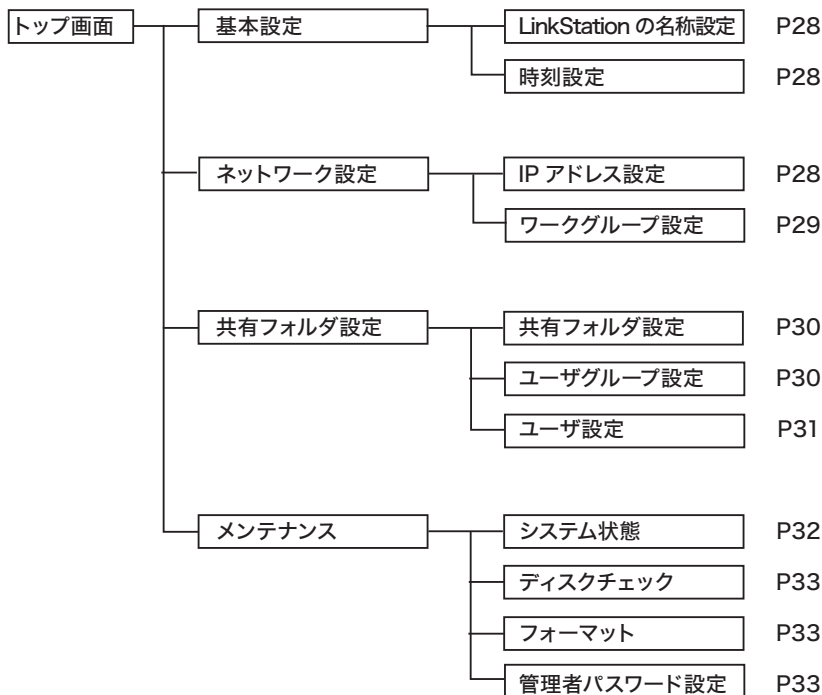 トップ画面 基本設定 LinkStation の名称設定 P28
時刻設定 P28
ネットワーク設定 IP アドレス設定 P28
ワークグループ設定 P29
共有フォルダ設定 共有フォルダ設定 P30
ユーザグループ設定 P30
ユーザ設定 P31
メンテナンス システム状態 P32
ディスクチェック P33
フォーマット P33
管理者パスワード設定 P33